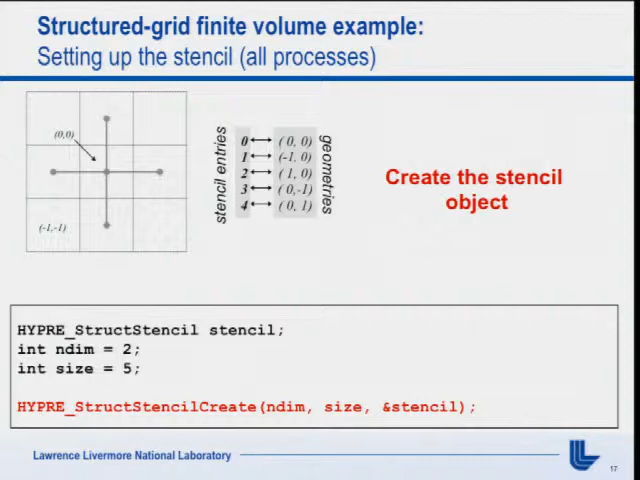 Structured-grid finite volume example:
Setting up the stencil (all processes)
(0,0)
(-1,-1)
stencil entries
0 ( 0, 0)
1 (-1, 0)
2 ( 1, 0)
3 ( 0,-1)
4 ( 0, 1)
geometries
Create the stencil
object
HYPRE_StructStencil stencil;
int ndim = 2;
int size = 5;
HYPRE_StructStencilCreate(ndim, size, &stencil);
Lawrence Livermore National Laboratory
17